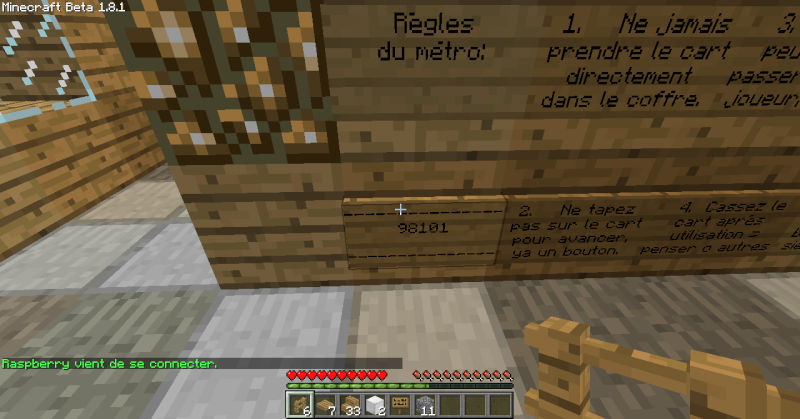 Minecraft Beta 1.8.1
Règles
du métro:
1. Ne jamais
prendre le cart
directement
dans le coffre.
3.
passer
98101
2. Ne tapez
pas sur le cart
pour avancer,
ya un bouton.
4. Cassez le
cart après
utilisation =
penser a autres
Raspberry vient de se connecter.
6
7
33
2
11